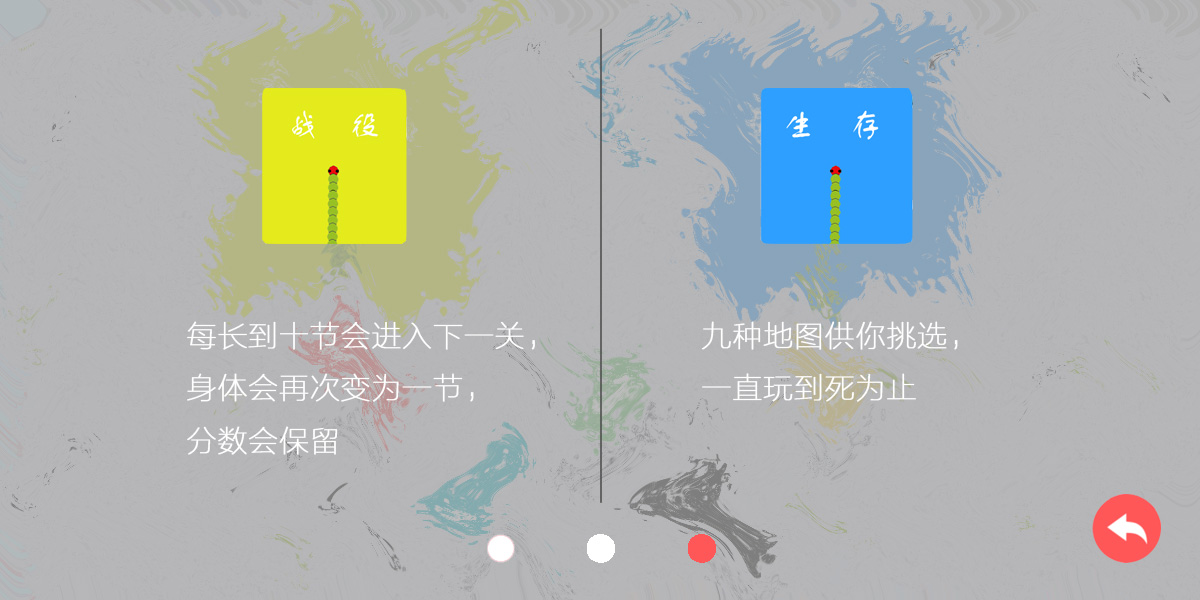 战 役
每长到十节会进入下一关，
身体会再次变为一节，
分数会保留
生 存
九种地图供你挑选，
一直玩到死为止